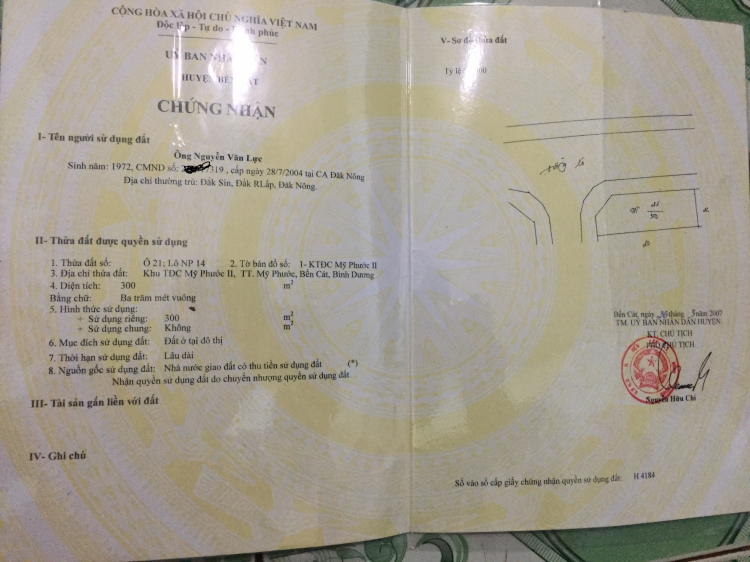 CỘNG HÒA XÃ HỘI CHỦ NGHĨA VIỆT NAM
Độc lập - Tự do - Hạnh phúc
UỶ BAN NHÂN DÂN
HUYỆN BẾN CÁT
CHỨNG NHẬN
I- Tên người sử dụng đất
Ông Nguyễn Văn Lực
Sinh năm: 1972, CMND số: 319 , cấp ngày 28/7/2004 tại CA Đăk Nông
Địa chỉ thường trú: Đăk Sin, Đăk RLấp, Đăk Nông.
II- Thửa đất được quyền sử dụng
1. Thửa đất số: Ô 21; Lô NP 14 2. Tờ bản đồ số: 1- KTĐC Mỹ Phước II
3. Địa chỉ thửa đất: Khu TDC Mỹ Phước II, TT. Mỹ Phước, Bến Cát, Bình Dương
4. Diện tích: 300 m2
Bằng chữ: Ba trăm mét vuông
5. Hình thức sử dụng:
+ Sử dụng riêng: 300 m2
+ Sử dụng chung: Không m2
6. Mục đích sử dụng đất: Đất ở tại đô thị
7. Thời hạn sử dụng đất: Lâu dài
8. Nguồn gốc sử dụng đất: Nhà nước giao đất có thu tiền sử dụng đất (*)
Nhận quyền sử dụng đất do chuyển nhượng quyền sử dụng đất
III- Tài sản gắn liền với đất
IV- Ghi chú
V- Sơ đồ thửa đất
Tỷ lệ
Bến Cát, ngày tháng 5 năm 2007
TM. UỶ BAN NHÂN DÂN HUYỆN
KT. CHỦ TỊCH
PHÓ CHỦ TỊCH
Nguyễn Hữu Chí
Số vào sổ cấp giấy chứng nhận quyền sử dụng đất: H 4184